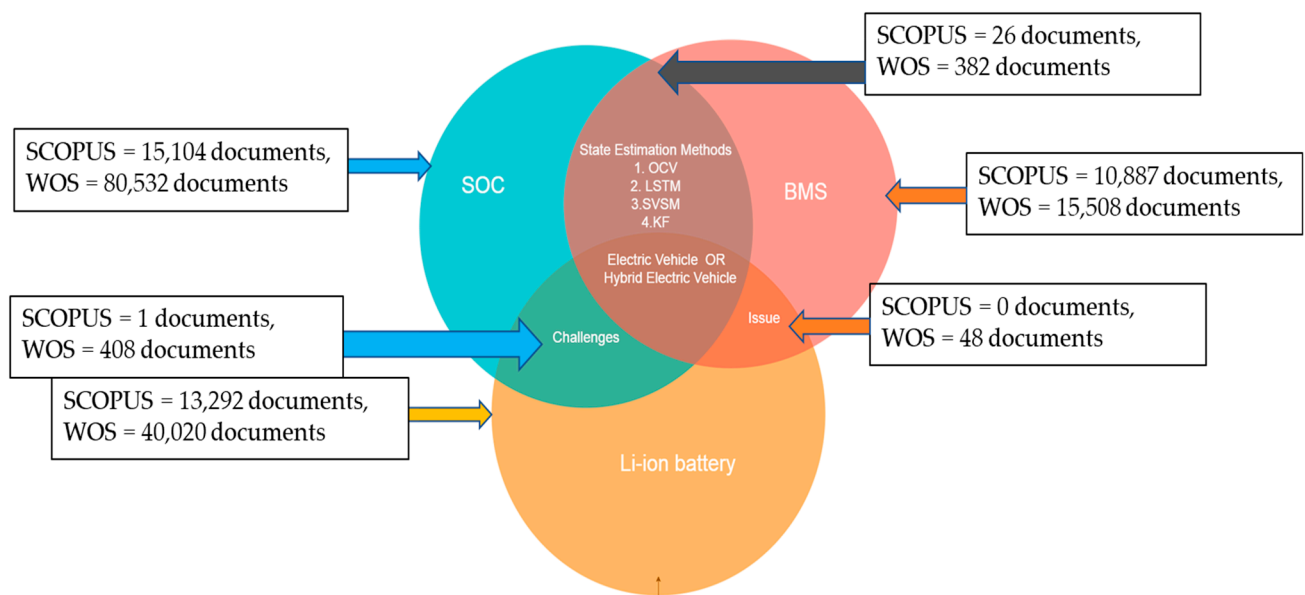 SCOPUS = 26 documents,
WOS = 382 documents
SCOPUS = 15,104 documents,
WOS = 80,532 documents
State Estimation Methods
1. OCV
2. LSTM
3.SVSM
4.KF
SOC
BMS
SCOPUS = 10,887 documents,
WOS = 15,508 documents
Electric Vehicle OR
Hybrid Electric Vehicle
SCOPUS = 1 documents,
WOS = 408 documents
Challenges
Issue
SCOPUS = 0 documents,
WOS = 48 documents
SCOPUS = 13,292 documents,
WOS = 40,020 documents
Li-ion battery